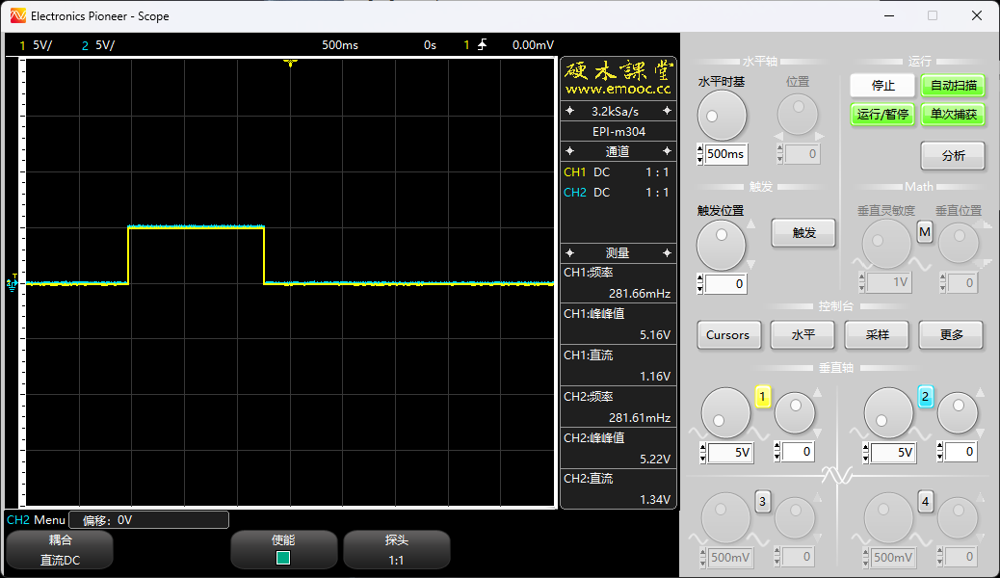 Electronics Pioneer - Scope
1 5V/ 2 5V/ 500ms 0s 1 0.00mV
T
硬木課堂
www.emooc.cc
3.2kSa/s
EPI-m304
通道
CH1 DC 1 : 1
CH2 DC 1 : 1
测量
CH1:频率
281.66mHz
CH1:峰峰值
5.16V
CH1:直流
1.16V
CH2:频率
281.61mHz
CH2:峰峰值
5.22V
CH2:直流
1.34V
CH2 Menu 偏移: 0V
耦合
直流DC
使能
探头
1:1
水平轴
水平时基 位置
500ms 0
运行
停止 自动扫描
运行/暂停 单次捕获
分析
触发
触发位置
触发
0
Math
垂直灵敏度 垂直位置
M
1V 0
控制台
Cursors 水平 采样 更多
垂直轴
1 2
5V 0 5V 0
3 4
500mV 0 500mV 0